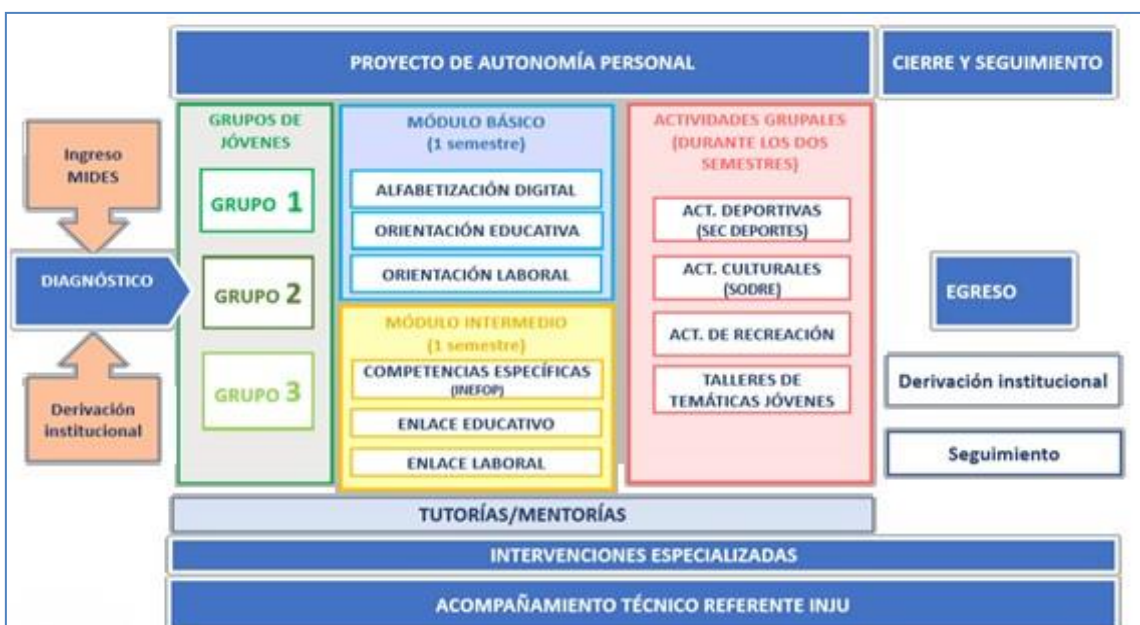 PROYECTO DE AUTONOMÍA PERSONAL
CIERRE Y SEGUIMIENTO
Ingreso
MIDES
DIAGNÓSTICO
Derivación
institucional
GRUPOS DE
JÓVENES
GRUPO 1
GRUPO 2
GRUPO 3
MÓDULO BÁSICO
(1 semestre)
ALFABETIZACIÓN DIGITAL
ORIENTACIÓN EDUCATIVA
ORIENTACIÓN LABORAL
MÓDULO INTERMEDIO
(1 semestre)
COMPETENCIAS ESPECÍFICAS
(INEFOP)
ENLACE EDUCATIVO
ENLACE LABORAL
ACTIVIDADES GRUPALES
(DURANTE LOS DOS
SEMESTRES)
ACT. DEPORTIVAS
(SEC DEPORTES)
ACT. CULTURALES
(SODRE)
ACT. DE RECREACIÓN
TALLERES DE
TEMÁTICAS JÓVENES
EGRESO
Derivación institucional
Seguimiento
TUTORÍAS/MENTORÍAS
INTERVENCIONES ESPECIALIZADAS
ACOMPAÑAMIENTO TÉCNICO REFERENTE INJU